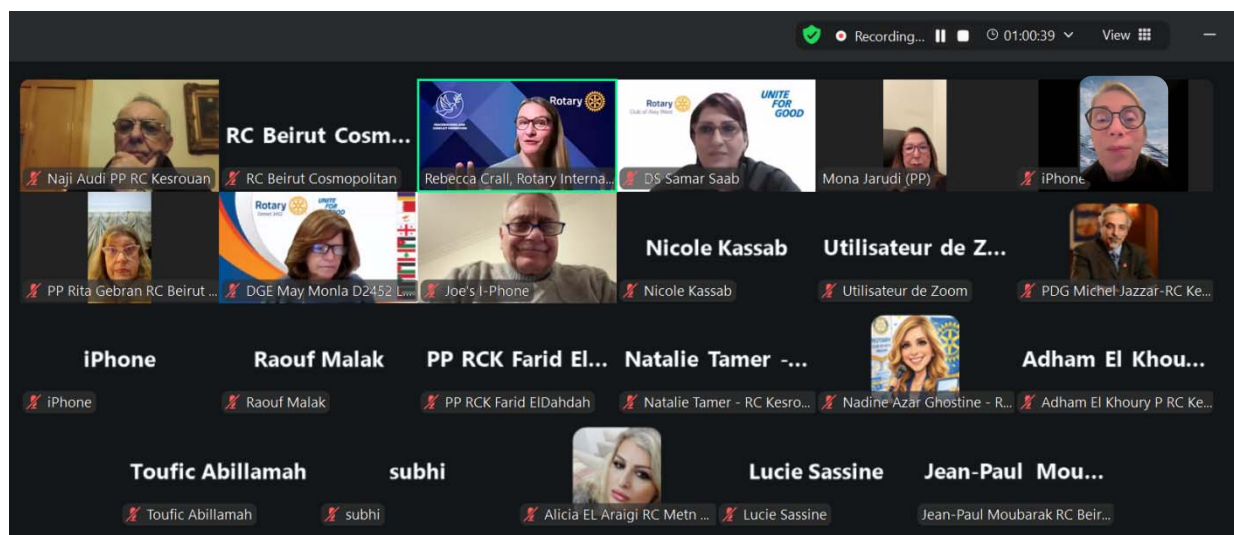 Recording...
01:00:39
View
Naji Audi PP RC Kesrouan
RC Beirut Cosm...
RC Beirut Cosmopolitan
Rotary
Rebecca Crall, Rotary Interna...
Rotary
UNITE
FOR
GOOD
DS Samar Saab
Mona Jarudi (PP)
iPhone
PP Rita Gebran RC Beirut ...
Rotary
UNITE
FOR
GOOD
DGE May Monla D2452 L...
Joe's I-Phone
Nicole Kassab
Nicole Kassab
Utilisateur de Z...
Utilisateur de Zoom
PDG Michel Jazzar-RC Ke...
iPhone
iPhone
Raouf Malak
Raouf Malak
PP RCK Farid El...
PP RCK Farid ElDahdah
Natalie Tamer -...
Natalie Tamer - RC Kesro...
Nadine Azar Ghostine - R...
Adham El Khou...
Adham El Khoury P RC Ke...
Toufic Abillamah
Toufic Abillamah
subhi
subhi
Alicia EL Araigi RC Metn ...
Lucie Sassine
Lucie Sassine
Jean-Paul Mou...
Jean-Paul Moubarak RC Beir...